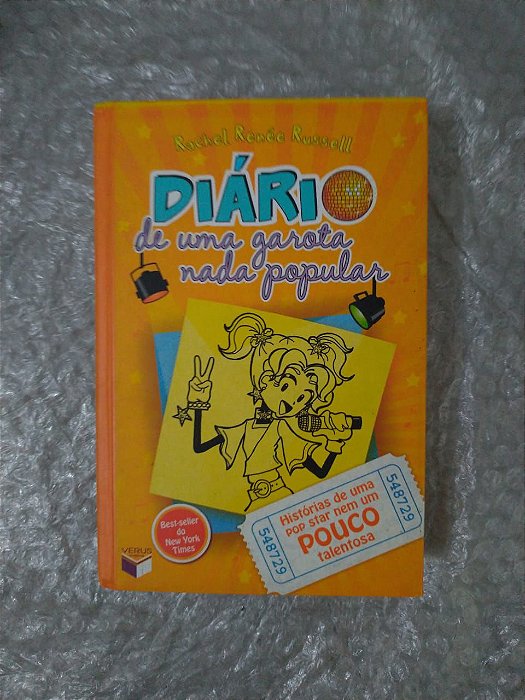 Rachel Renée Russell
DIÁRIO
de uma garota
nada popular
Histórias de uma
pop star nem um
POUCO
talentosa
548729
548729
Best-seller
do
New York
Times
VERUS